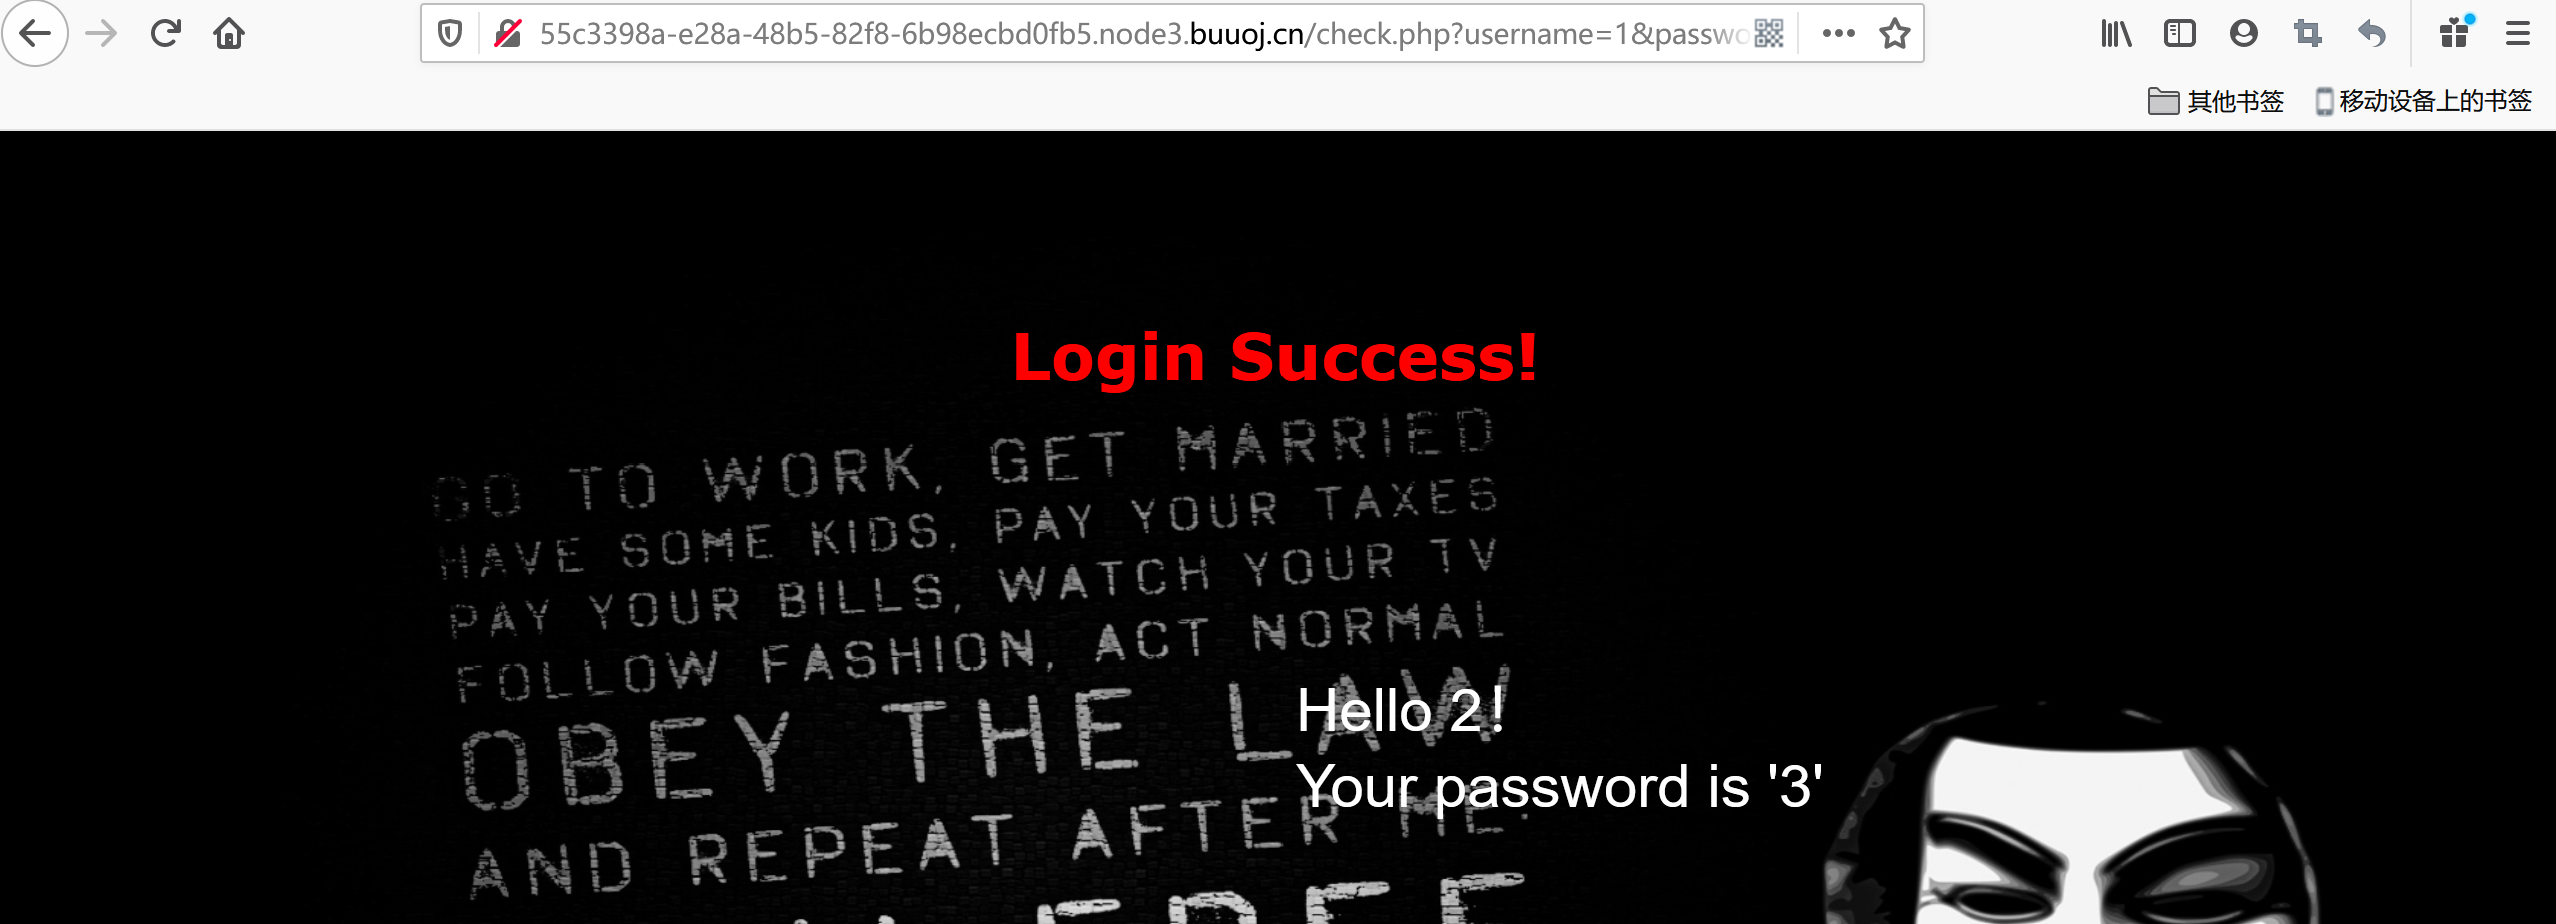 55c3398a-e28a-48b5-82f8-6b98ecbd0fb5.node3.buuoj.cn/check.php?username=1&passwo
其他书签
移动设备上的书签
Login Success!
GO TO WORK, GET MARRIED
HAVE SOME KIDS, PAY YOUR TAXES
PAY YOUR BILLS, WATCH YOUR TV
FOLLOW FASHION, ACT NORMAL
OBEY THE LAW
Hello 2!
Your password is '3'
AND REPEAT AFTER ME: